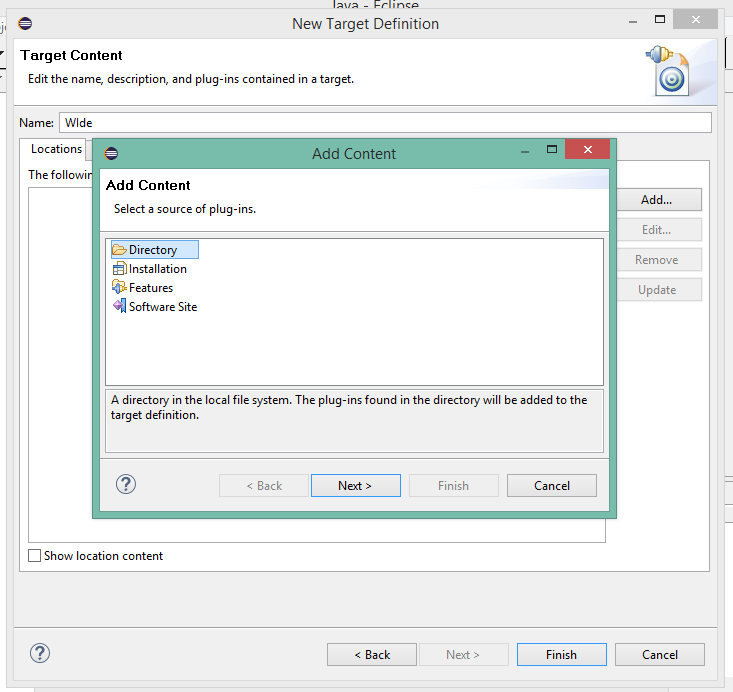 Java - Eclipse
New Target Definition
Target Content
Edit the name, description, and plug-ins contained in a target.
Name: WIde
Locations
The followin
Add...
Edit...
Remove
Update
Add Content
Add Content
Select a source of plug-ins.
Directory
Installation
Features
Software Site
A directory in the local file system. The plug-ins found in the directory will be added to the
target definition.
< Back Next > Finish Cancel
Show location content
< Back Next > Finish Cancel